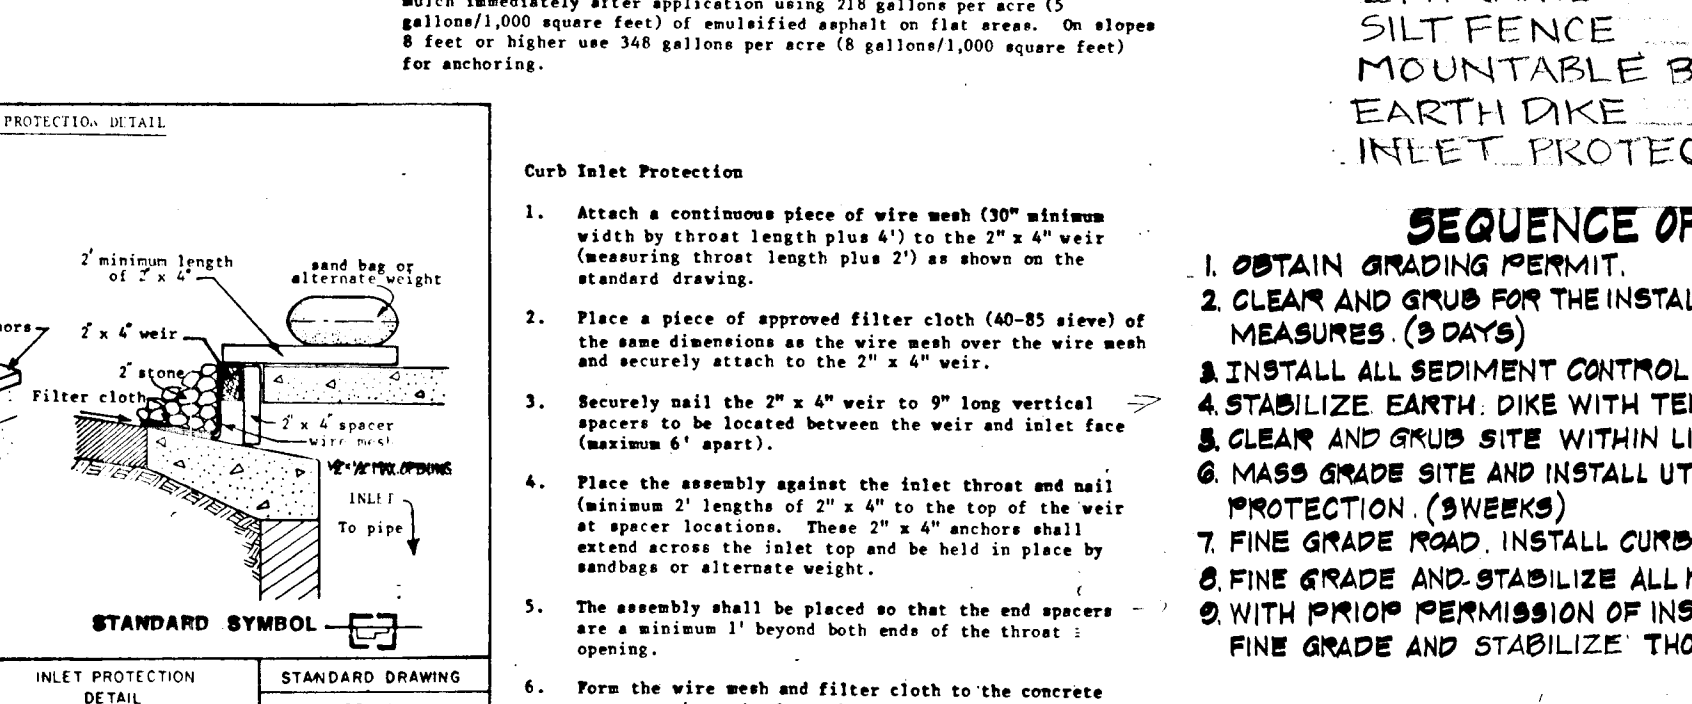 mulch immediately after application using 218 gallons per acre (5
gallons/1,000 square feet) of emulsified asphalt on flat areas. On slopes
8 feet or higher use 348 gallons per acre (8 gallons/1,000 square feet)
for anchoring.
PROTECTION DETAIL
2' minimum length
of 2" x 4"
sand bag or
alternate weight
2" x 4" weir
2" stone
Filter cloth
2" x 4" spacer
wire mesh
INLET
To pipe
STANDARD SYMBOL
INLET PROTECTION
DETAIL
STANDARD DRAWING
Curb Inlet Protection
1. Attach a continuous piece of wire mesh (30" minimum
width by throat length plus 4') to the 2" x 4" weir
(measuring throat length plus 2') as shown on the
standard drawing.
2. Place a piece of approved filter cloth (40-85 sieve) of
the same dimensions as the wire mesh over the wire mesh
and securely attach to the 2" x 4" weir.
3. Securely nail the 2" x 4" weir to 9" long vertical
spacers to be located between the weir and inlet face
(maximum 6' apart).
4. Place the assembly against the inlet throat and nail
(minimum 2' lengths of 2" x 4" to the top of the weir
at spacer locations. These 2" x 4" anchors shall
extend across the inlet top and be held in place by
sandbags or alternate weight.
5. The assembly shall be placed so that the end spacers
are a minimum 1' beyond both ends of the throat
opening.
6. Form the wire mesh and filter cloth to the concrete
SILT FENCE
MOUNTABLE B
EARTH DIKE
INLET PROTEC
SEQUENCE OF
1. OBTAIN GRADING PERMIT.
2. CLEAR AND GRUB FOR THE INSTAL
MEASURES. (3 DAYS)
3. INSTALL ALL SEDIMENT CONTROL
4. STABILIZE EARTH DIKE WITH TE
5. CLEAR AND GRUB SITE WITHIN LI
6. MASS GRADE SITE AND INSTALL UT
PROTECTION. (3 WEEKS)
7. FINE GRADE ROAD. INSTALL CURB
8. FINE GRADE AND STABILIZE ALL
9. WITH PRIOR PERMISSION OF INS
FINE GRADE AND STABILIZE THO